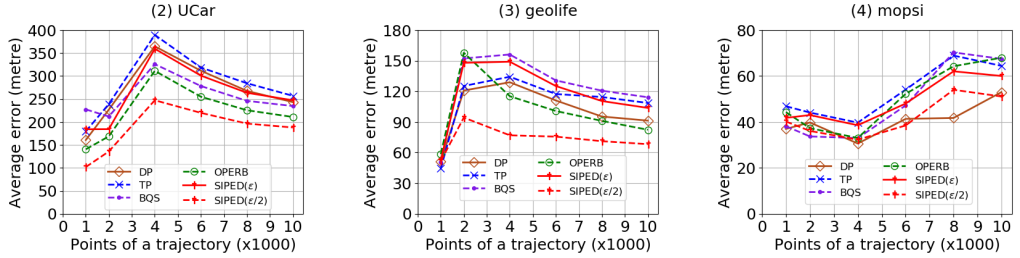 (2) UCar
Average error (metre)
400
350
300
250
200
150
100
50
0
DP
TP
BQS
OPERB
SIPED(ε)
SIPED(ε/2)
0 1 2 3 4 5 6 7 8 9 10
Points of a trajectory (x1000)
(3) geolife
Average error (metre)
180
150
120
90
60
30
0
DP
TP
BQS
OPERB
SIPED(ε)
SIPED(ε/2)
0 1 2 3 4 5 6 7 8 9 10
Points of a trajectory (x1000)
(4) mopsi
Average error (metre)
80
60
40
20
0
DP
TP
BQS
OPERB
SIPED(ε)
SIPED(ε/2)
0 1 2 3 4 5 6 7 8 9 10
Points of a trajectory (x1000)